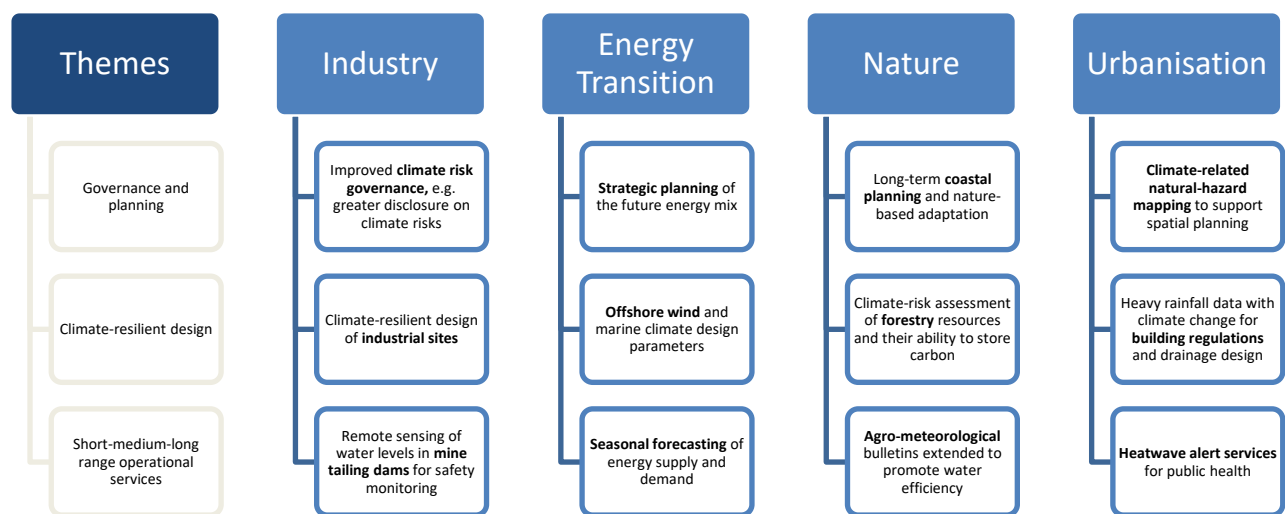 Themes
Governance and
planning
Climate-resilient design
Short-medium-long
range operational
services
Industry
Improved climate risk
governance, e.g.
greater disclosure on
climate risks
Climate-resilient design
of industrial sites
Remote sensing of
water levels in mine
tailing dams for safety
monitoring
Energy
Transition
Strategic planning of
the future energy mix
Offshore wind and
marine climate design
parameters
Seasonal forecasting of
energy supply and
demand
Nature
Long-term coastal
planning and nature-
based adaptation
Climate-risk assessment
of forestry resources
and their ability to store
carbon
Agro-meteorological
bulletins extended to
promote water
efficiency
Urbanisation
Climate-related
natural-hazard
mapping to support
spatial planning
Heavy rainfall data with
climate change for
building regulations
and drainage design
Heatwave alert services
for public health